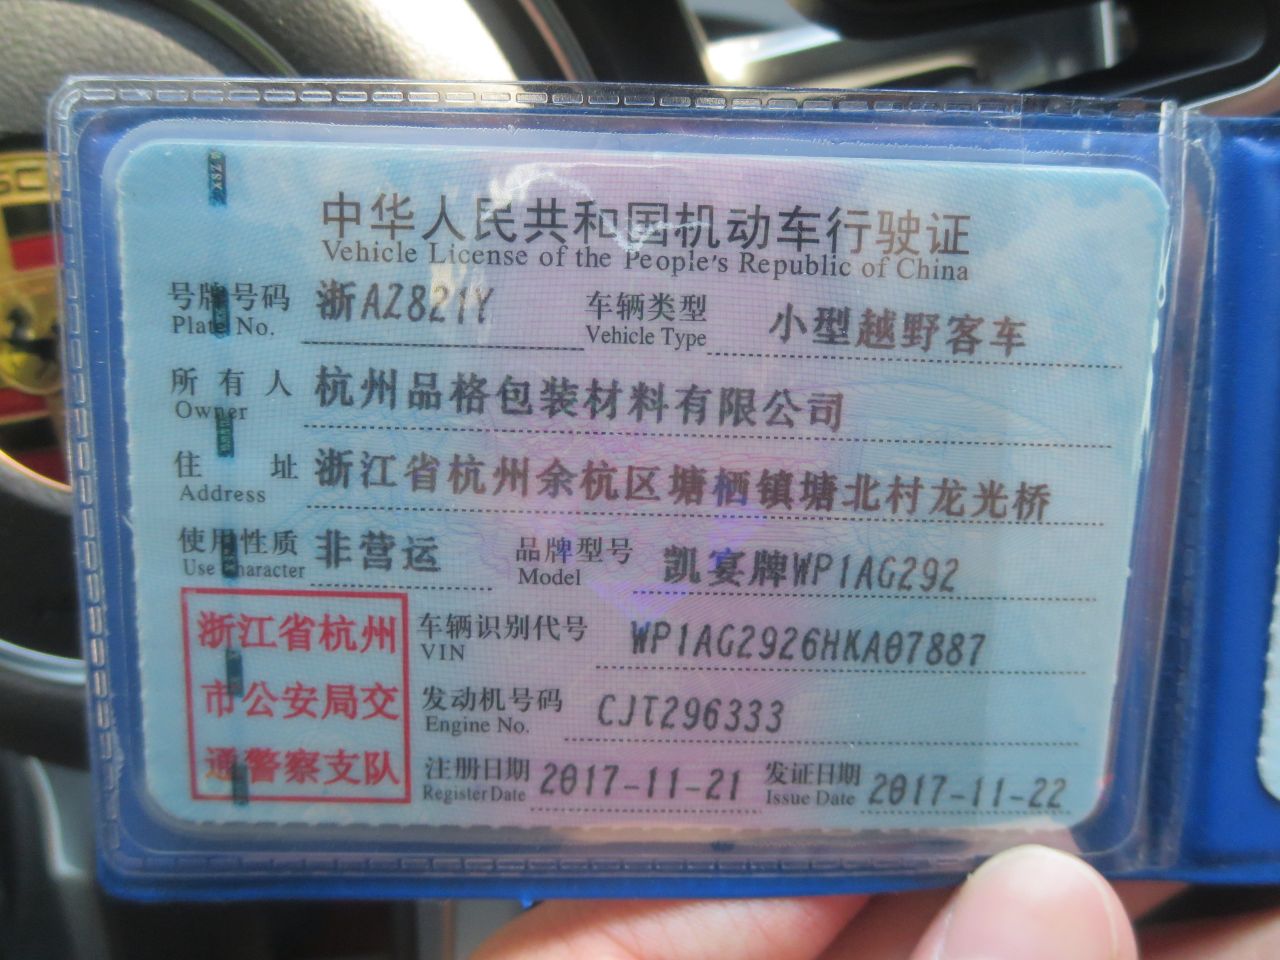 中华人民共和国机动车行驶证
Vehicle License of the People's Republic of China
号牌号码 浙AZ821Y 车辆类型 小型越野客车
Plate No. Vehicle Type
所有人 杭州品格包装材料有限公司
Owner
住址 浙江省杭州余杭区塘栖镇塘北村龙光桥
Address
使用性质 非营运 品牌型号 凯宴牌WP1AG292
Use Character Model
浙江省杭州
市公安局交
通警察支队
车辆识别代号 WP1AG2926HKA07887
VIN
发动机号码 CJT296333
Engine No.
注册日期 2017-11-21 发证日期 2017-11-22
Register Date Issue Date